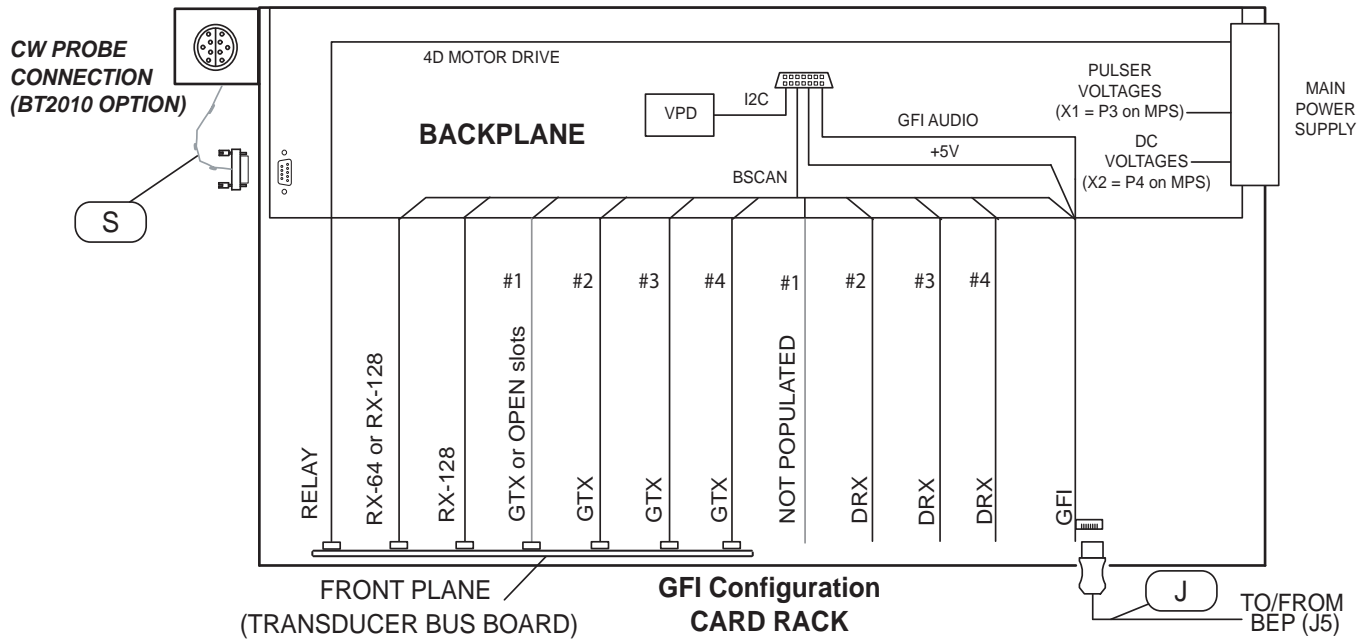 CW PROBE
CONNECTION
(BT2010 OPTION)
S
4D MOTOR DRIVE
BACKPLANE
VPD
I2C
GFI AUDIO
+5V
BSCAN
PULSER
VOLTAGES
(X1 = P3 on MPS)
DC
VOLTAGES
(X2 = P4 on MPS)
MAIN
POWER
SUPPLY
#1
#2
#3
#4
#1
#2
#3
#4
RELAY
RX-64 or RX-128
RX-128
GTX or OPEN slots
GTX
GTX
GTX
NOT POPULATED
DRX
DRX
DRX
GFI
FRONT PLANE
(TRANSDUCER BUS BOARD)
GFI Configuration
CARD RACK
J
TO/FROM
BEP (J5)